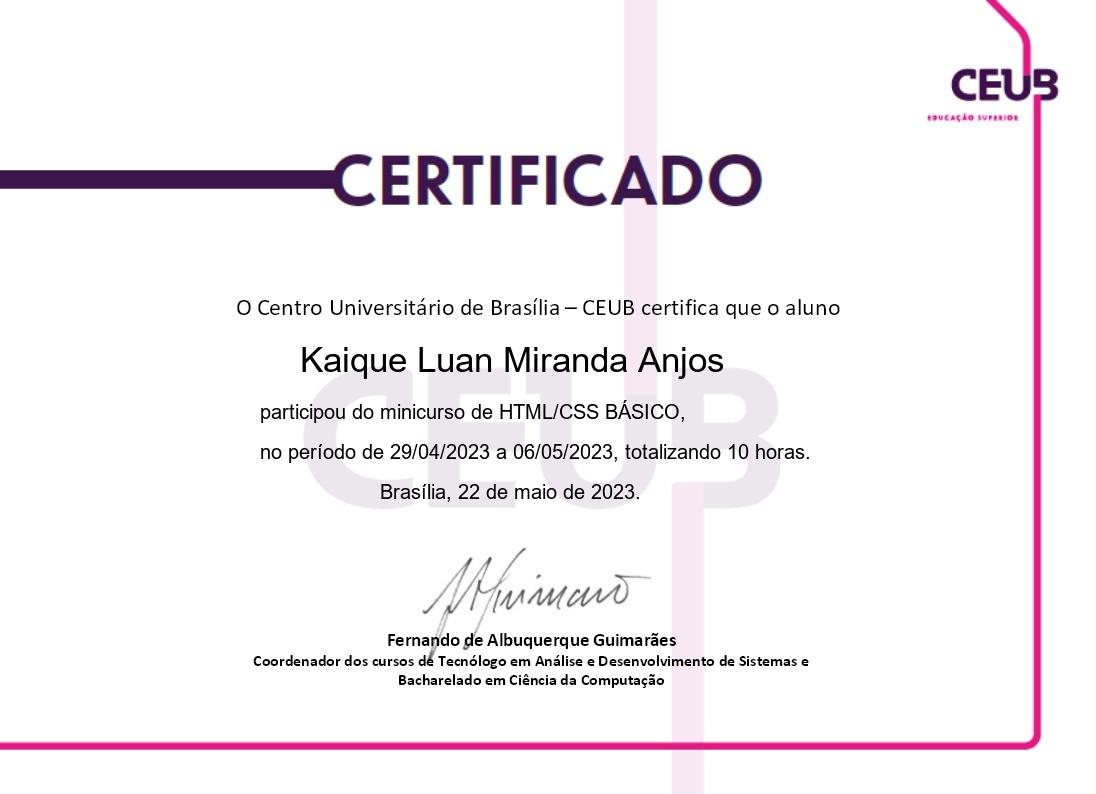 CEUB
EDUCAÇÃO SUPERIOR
CERTIFICADO
O Centro Universitário de Brasília – CEUB certifica que o aluno
Kaique Luan Miranda Anjos
participou do minicurso de HTML/CSS BÁSICO,
no período de 29/04/2023 a 06/05/2023, totalizando 10 horas.
Brasília, 22 de maio de 2023.
CEUB
Fernando de Albuquerque Guimarães
Coordenador dos cursos de Tecnólogo em Análise e Desenvolvimento de Sistemas e
Bacharelado em Ciência da Computação